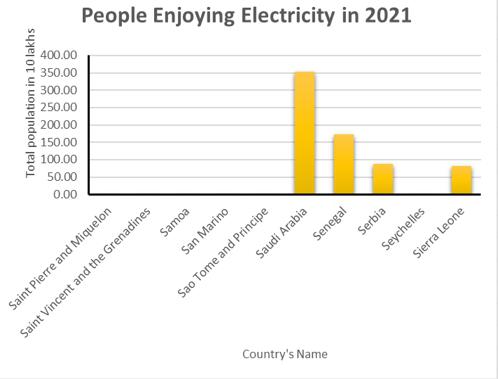 People Enjoying Electricity in 2021
Total population in 10 lakhs
400.00
350.00
300.00
250.00
200.00
150.00
100.00
50.00
0.00
Saint Pierre and Miquelon
Saint Vincent and the Grenadines
Samoa
San Marino
Sao Tome and Principe
Saudi Arabia
Senegal
Serbia
Seychelles
Sierra Leone
Country's Name